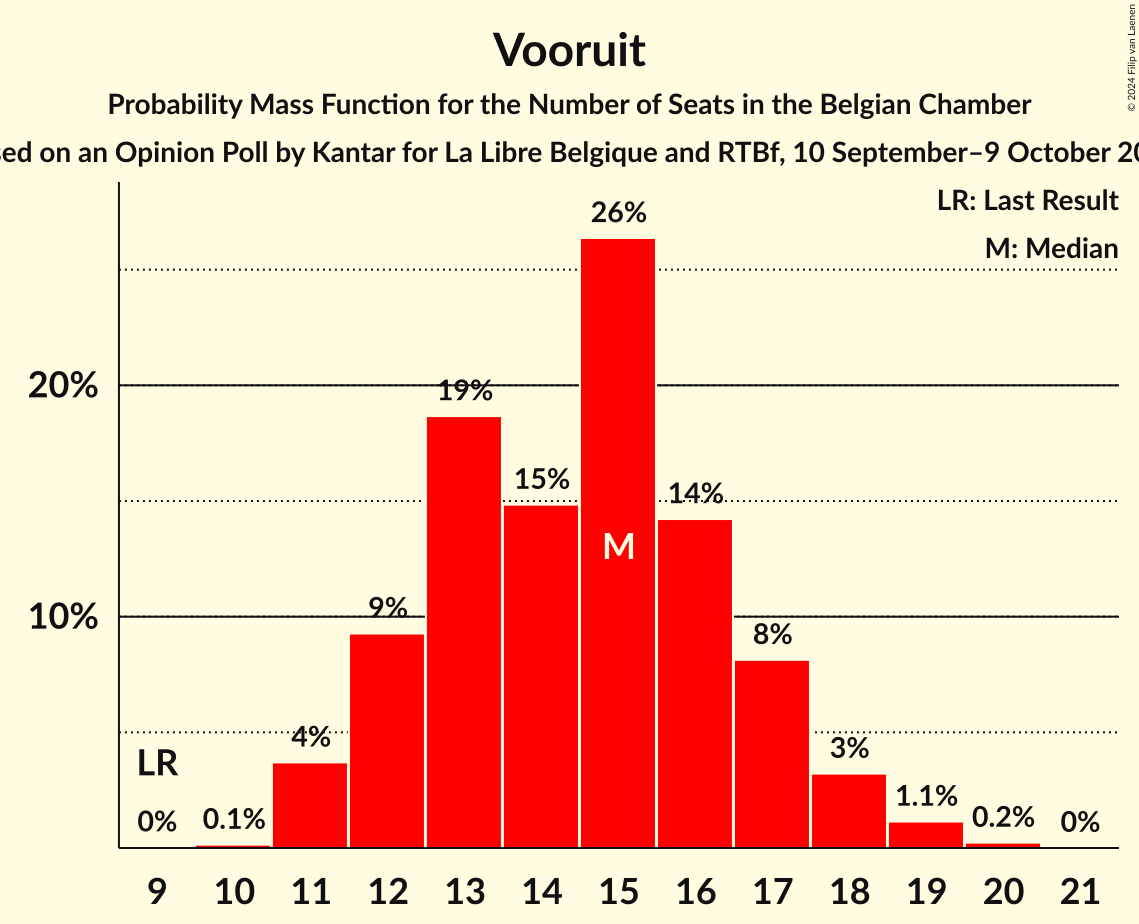 Vooruit
Probability Mass Function for the Number of Seats in the Belgian Chamber
on an Opinion Poll by Kantar for La Libre Belgique and RTBf, 10 September–9 October
© 2024 Filip van Laenen
LR: Last Result
M: Median
26%
20%
19%
15%
14%
M
10%
9%
8%
4%
3%
LR
1.1%
0%
0.1%
0.2%
0%
9 10 11 12 13 14 15 16 17 18 19 20 21